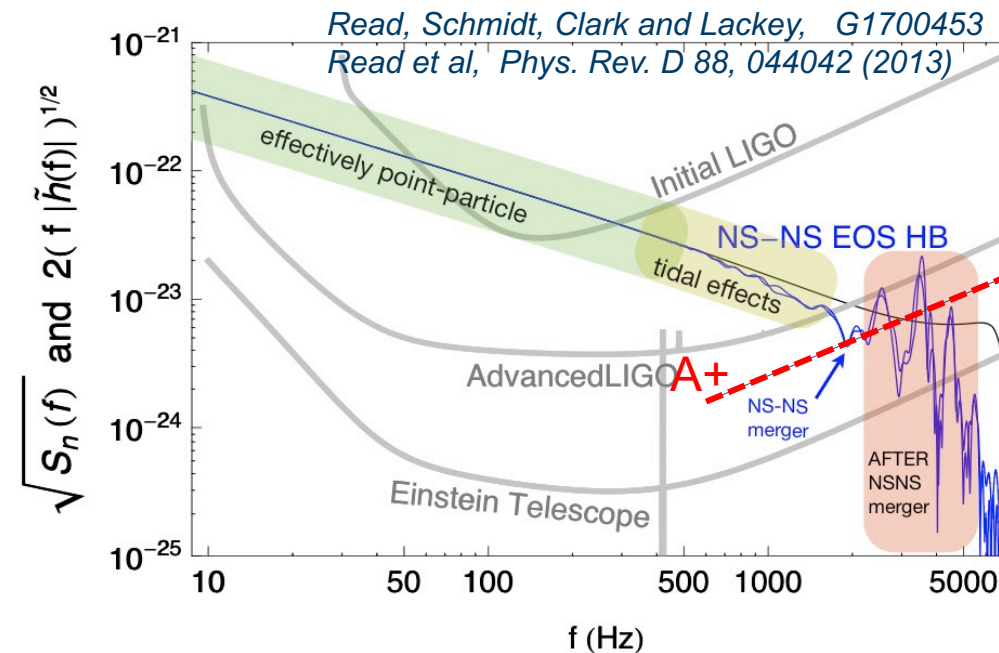 Read, Schmidt, Clark and Lackey, G1700453
Read et al, Phys. Rev. D 88, 044042 (2013)
10⁻²¹
10⁻²²
10⁻²³
10⁻²⁴
10⁻²⁵
√Sₙ(f) and 2( f |h̃(f)| )^1/2
effectively point-particle
Initial LIGO
NS–NS EOS HB
tidal effects
AdvancedLIGO
A+
NS-NS
merger
Einstein Telescope
AFTER
NSNS
merger
10
50
100
500
1000
5000
f (Hz)